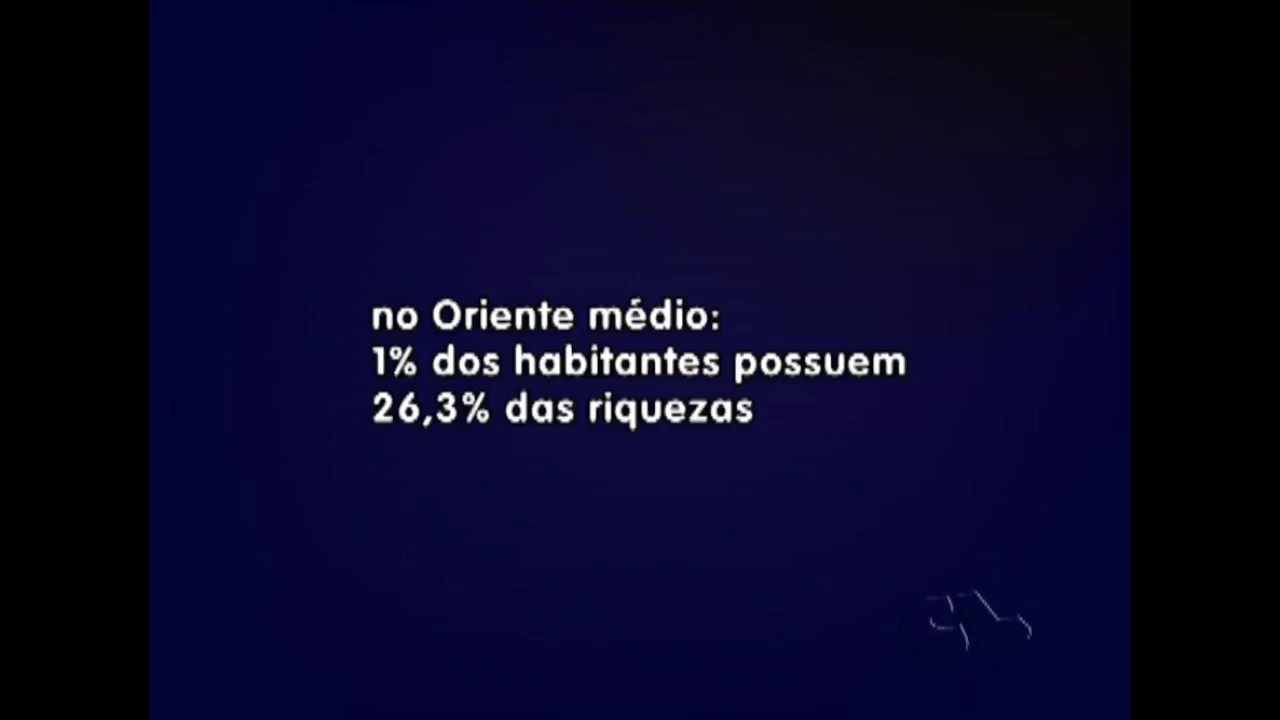 no Oriente médio:
1% dos habitantes possuem
26,3% das riquezas